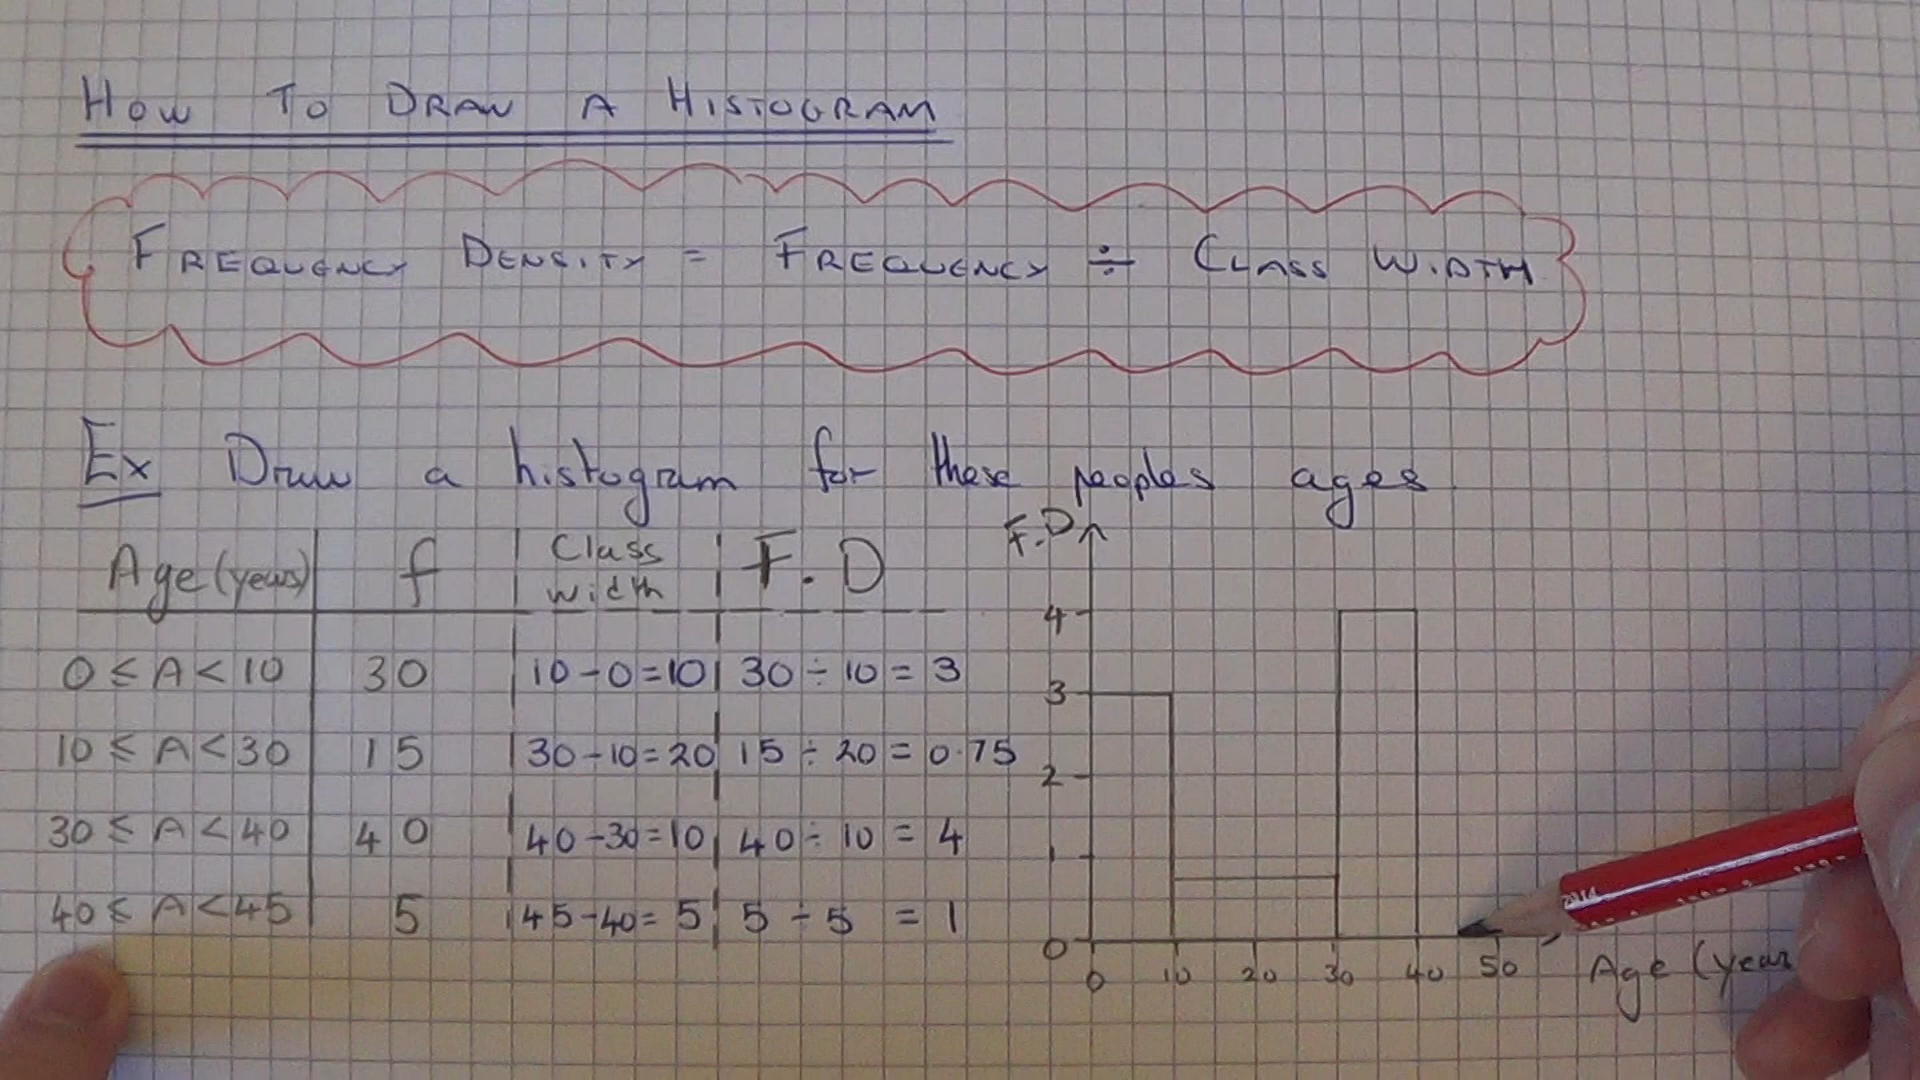 HOW TO DRAW A HISTOGRAM
FREQUENCY DENSITY = FREQUENCY ÷ CLASS WIDTH
Ex Draw a histogram for these peoples ages
Age (years) f Class width F.D
0 ≤ A < 10 30 10-0=10 30 ÷ 10 = 3
10 ≤ A < 30 15 30-10=20 15 ÷ 20 = 0.75
30 ≤ A < 40 40 40-30=10 40 ÷ 10 = 4
40 ≤ A < 45 5 45-40=5 5 ÷ 5 = 1
F.D
4
3
2
1
0
0 10 20 30 40 50 Age (year